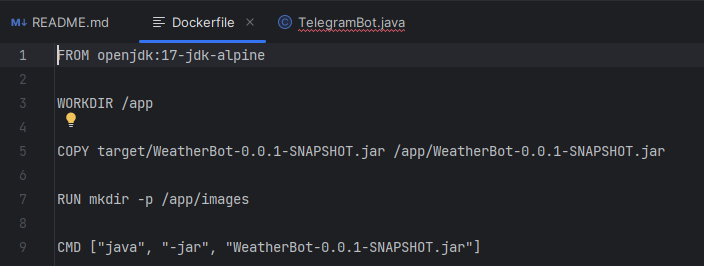 M↓ README.md Dockerfile × © TelegramBot.java
1 FROM openjdk:17-jdk-alpine
2
3 WORKDIR /app
4
5 COPY target/WeatherBot-0.0.1-SNAPSHOT.jar /app/WeatherBot-0.0.1-SNAPSHOT.jar
6
7 RUN mkdir -p /app/images
8
9 CMD ["java", "-jar", "WeatherBot-0.0.1-SNAPSHOT.jar"]